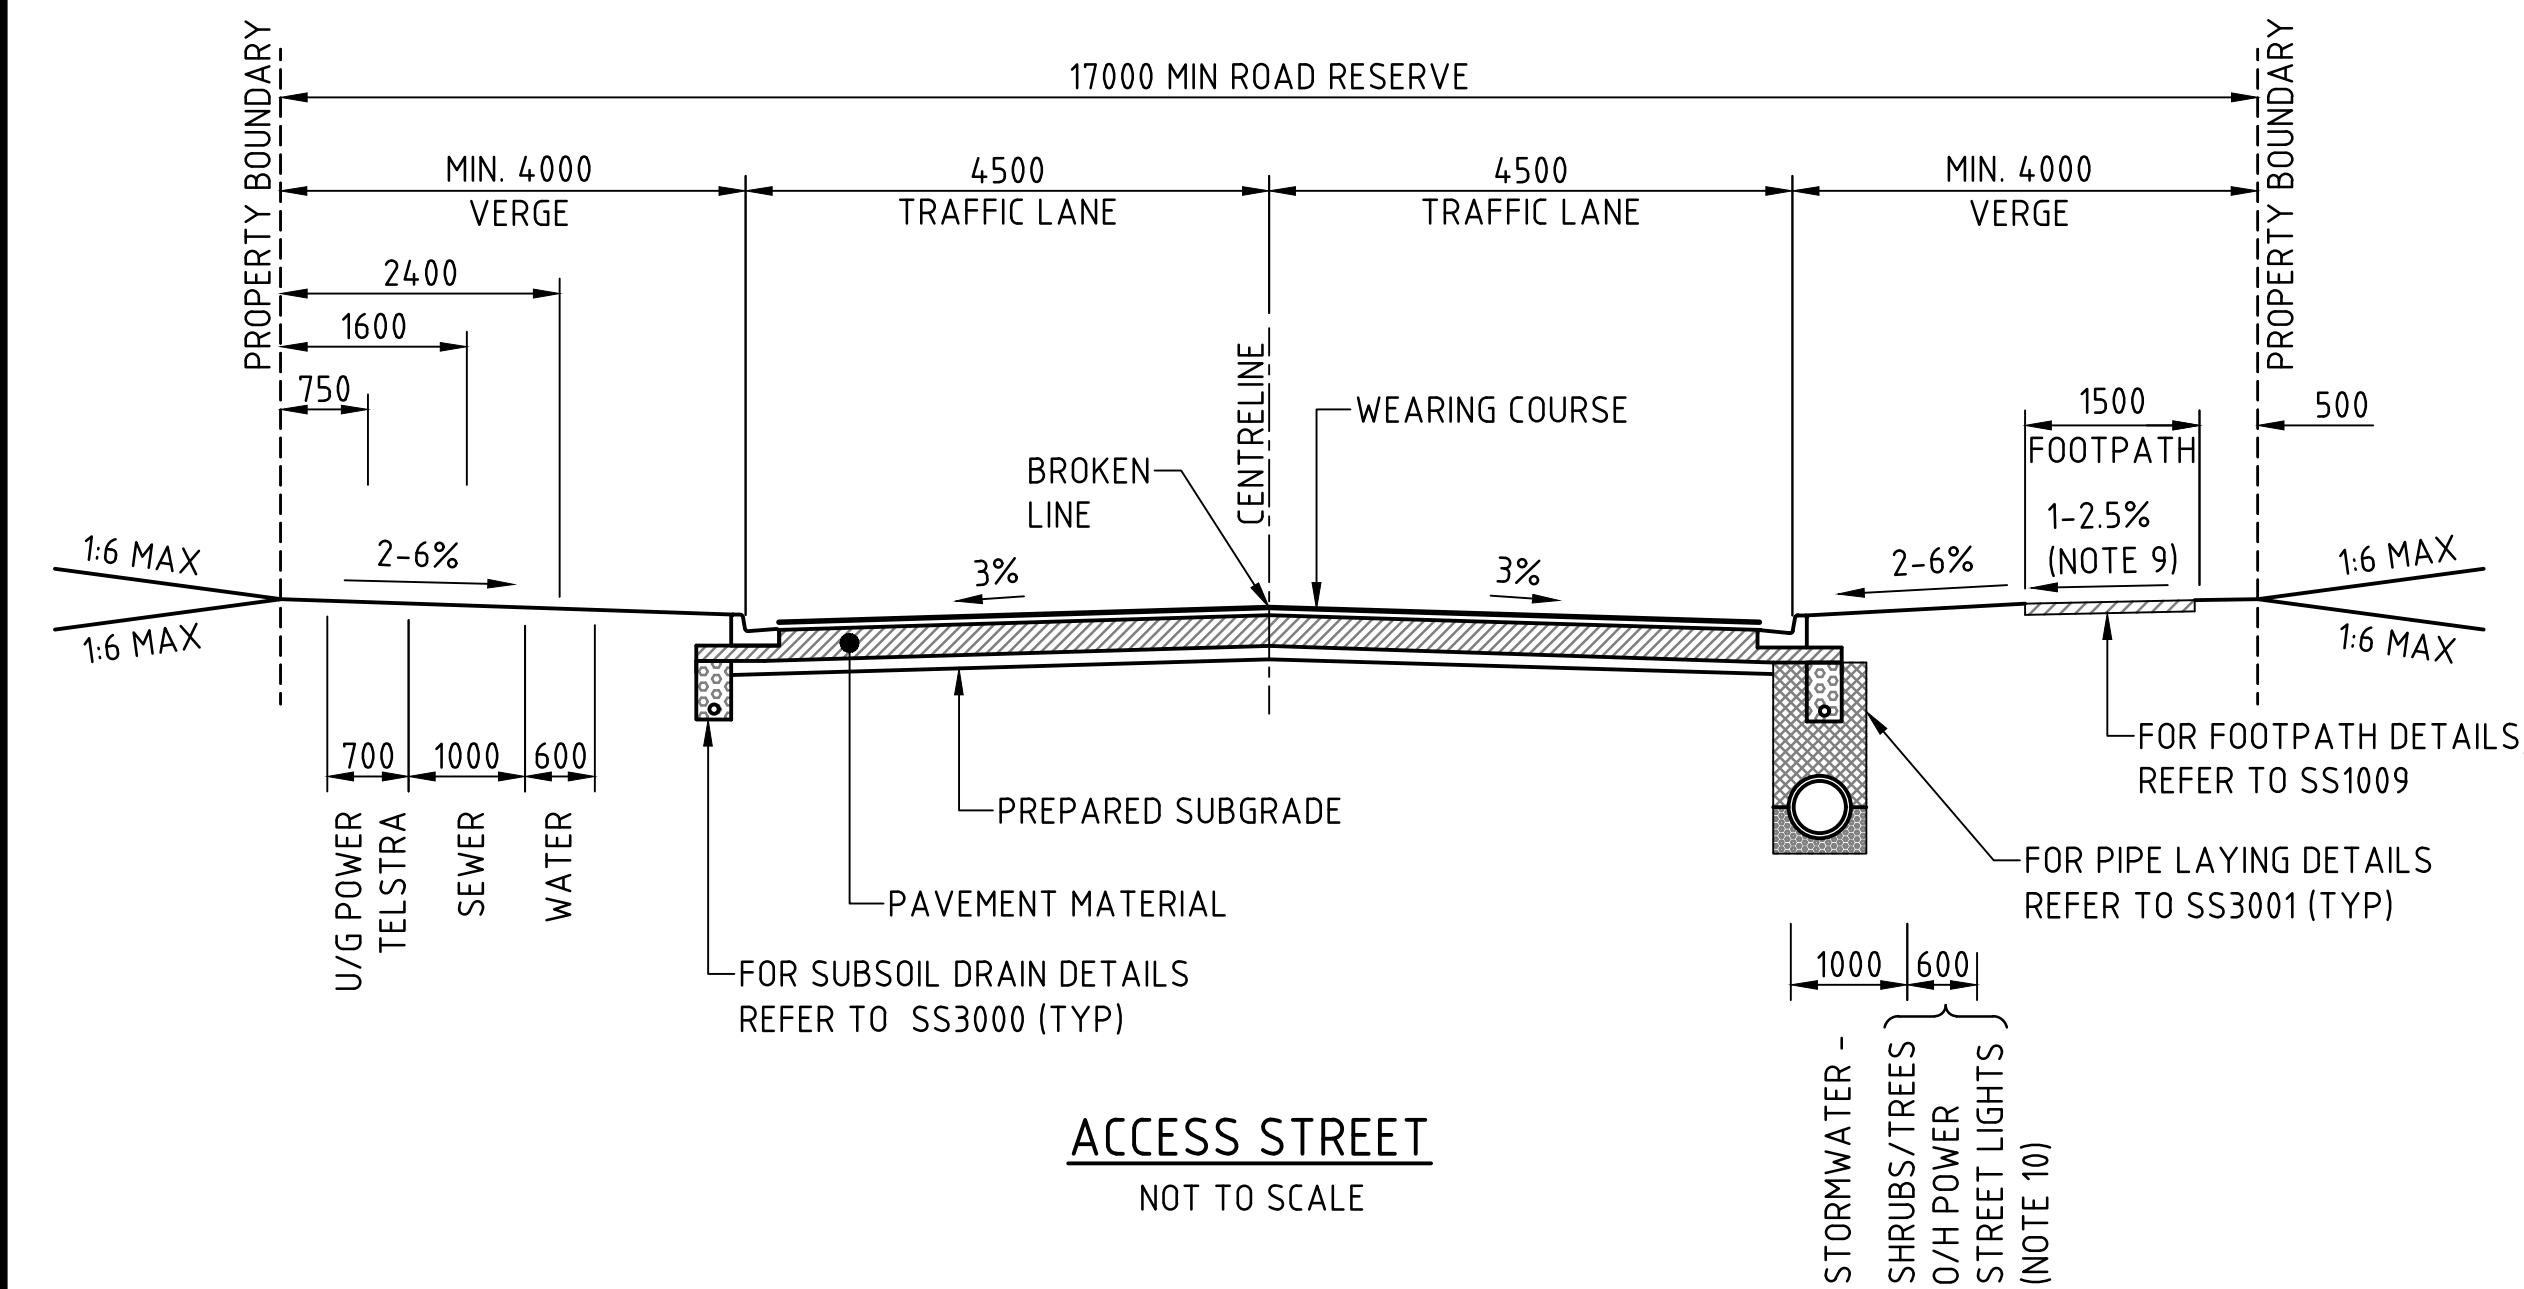 17000 MIN ROAD RESERVE
PROPERTY BOUNDARY
PROPERTY BOUNDARY
MIN. 4000
VERGE
4500
TRAFFIC LANE
4500
TRAFFIC LANE
MIN. 4000
VERGE
2400
1600
750
CENTRELINE
WEARING COURSE
BROKEN
LINE
1500
FOOTPATH
500
1-2.5%
(NOTE 9)
1:6 MAX
1:6 MAX
2-6%
3%
3%
2-6%
1:6 MAX
1:6 MAX
700
1000
600
U/G POWER
TELSTRA
SEWER
WATER
PREPARED SUBGRADE
PAVEMENT MATERIAL
FOR SUBSOIL DRAIN DETAILS
REFER TO SS3000 (TYP)
FOR FOOTPATH DETAILS
REFER TO SS1009
FOR PIPE LAYING DETAILS
REFER TO SS3001 (TYP)
1000
600
STORMWATER -
SHRUBS/TREES
O/H POWER
STREET LIGHTS
(NOTE 10)
ACCESS STREET
NOT TO SCALE